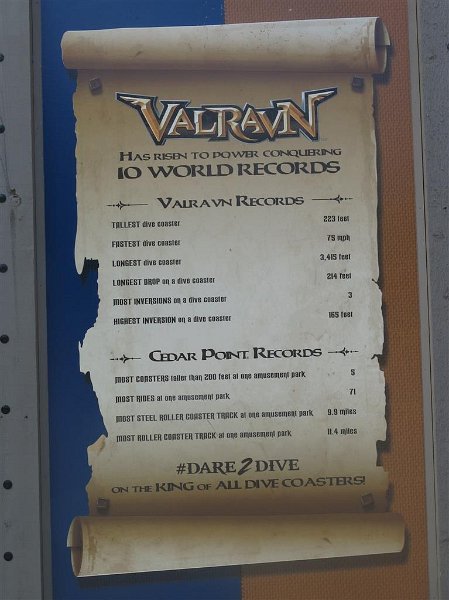 VALRAVN
HAS RISEN TO POWER CONQUERING
10 WORLD RECORDS
VALRAVN RECORDS
TALLEST dive coaster 223 feet
FASTEST dive coaster 75 mph
LONGEST dive coaster 3,415 feet
LONGEST DROP on a dive coaster 214 feet
MOST INVERSIONS on a dive coaster 3
HIGHEST INVERSION on a dive coaster 165 feet
CEDAR POINT RECORDS
MOST COASTERS taller than 200 feet at one amusement park 5
MOST RIDES at one amusement park 71
MOST STEEL ROLLER COASTER TRACK at one amusement park 9.9 miles
MOST ROLLER COASTER TRACK at one amusement park 11.4 miles
#DARE2DIVE
ON THE KING OF ALL DIVE COASTERS!